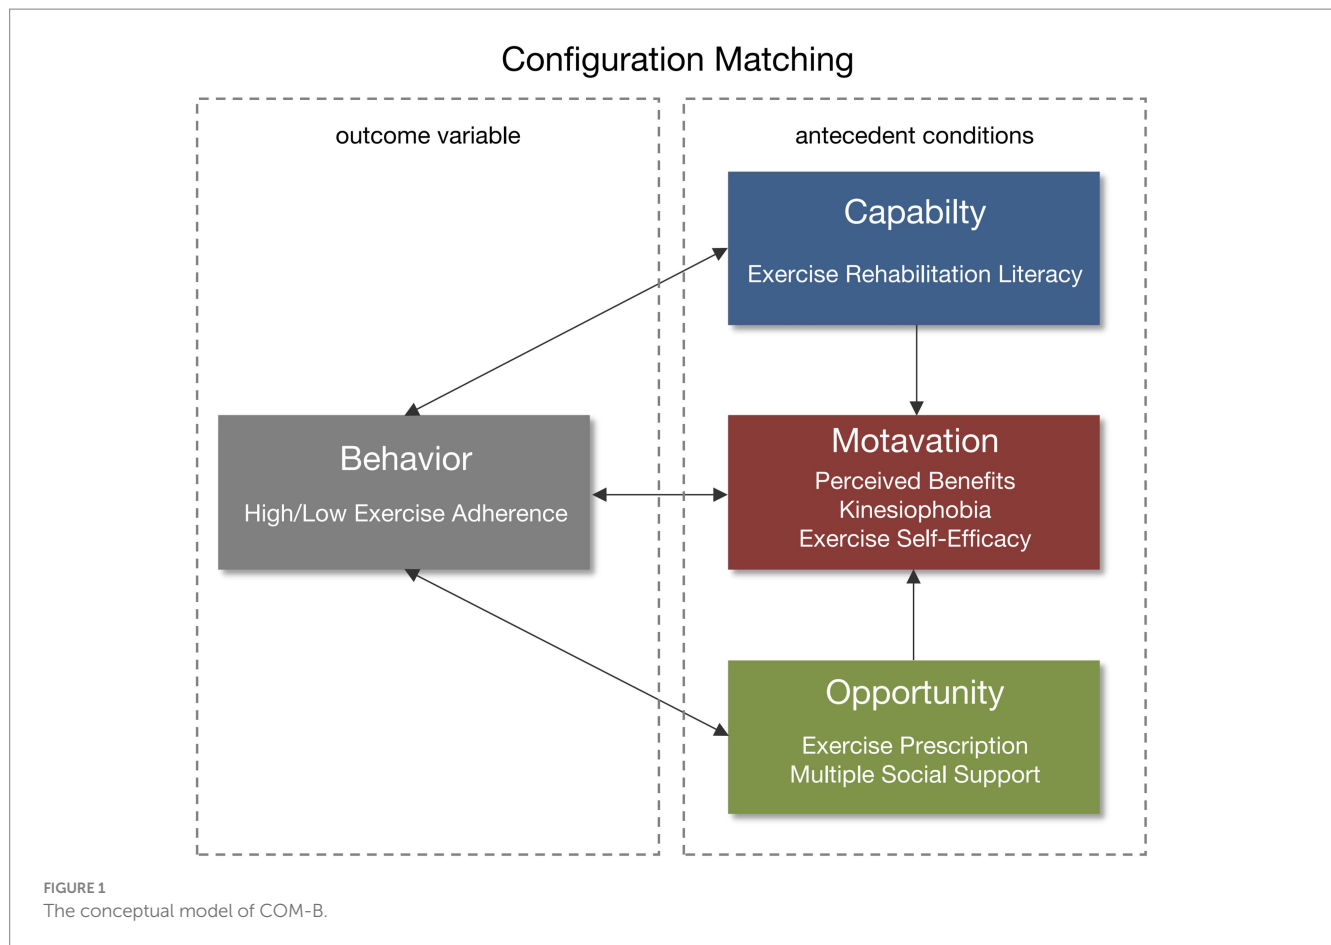 Configuration Matching
outcome variable
antecedent conditions
Capabilty
Exercise Rehabilitation Literacy
Behavior
High/Low Exercise Adherence
Motavation
Perceived Benefits
Kinesiophobia
Exercise Self-Efficacy
Opportunity
Exercise Prescription
Multiple Social Support
FIGURE 1
The conceptual model of COM-B.